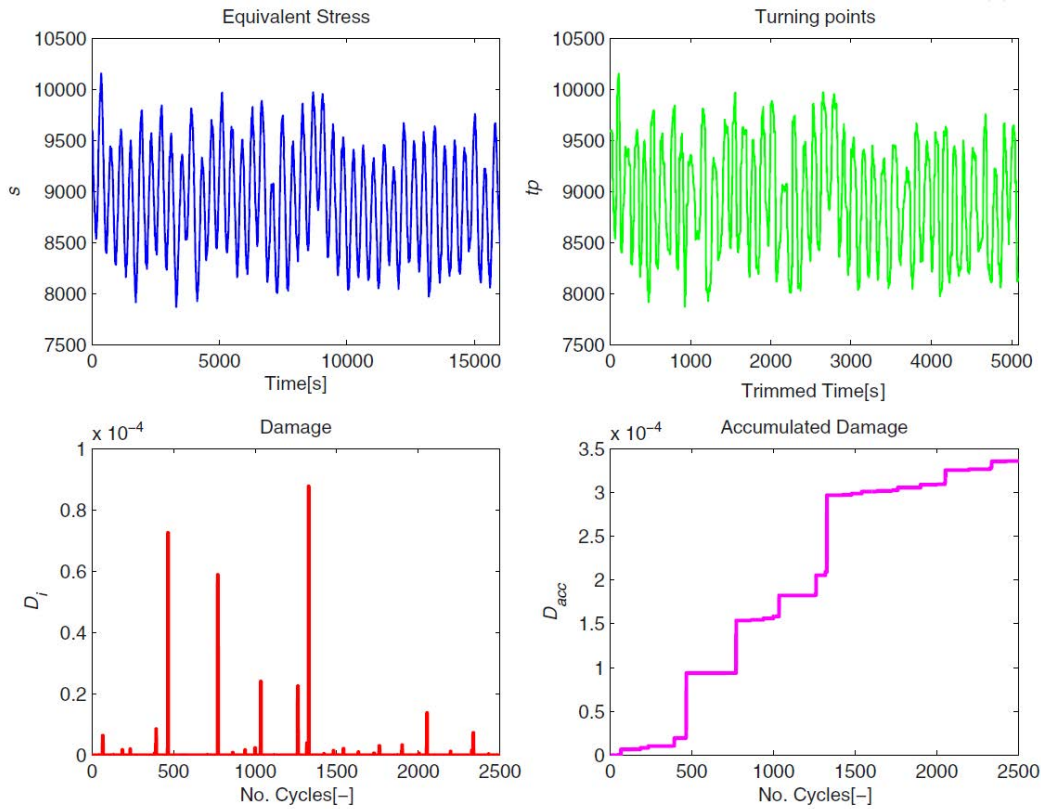 Equivalent Stress
10500
10000
9500
9000
8500
8000
7500
s
0 5000 10000 15000
Time[s]
Turning points
10500
10000
9500
9000
8500
8000
7500
tp
0 1000 2000 3000 4000 5000
Trimmed Time[s]
x 10⁻⁴
Damage
1
0.8
0.6
0.4
0.2
0
Dᵢ
0 500 1000 1500 2000 2500
No. Cycles[–]
x 10⁻⁴
Accumulated Damage
3.5
3
2.5
2
1.5
1
0.5
0
D_acc
0 500 1000 1500 2000 2500
No. Cycles[–]